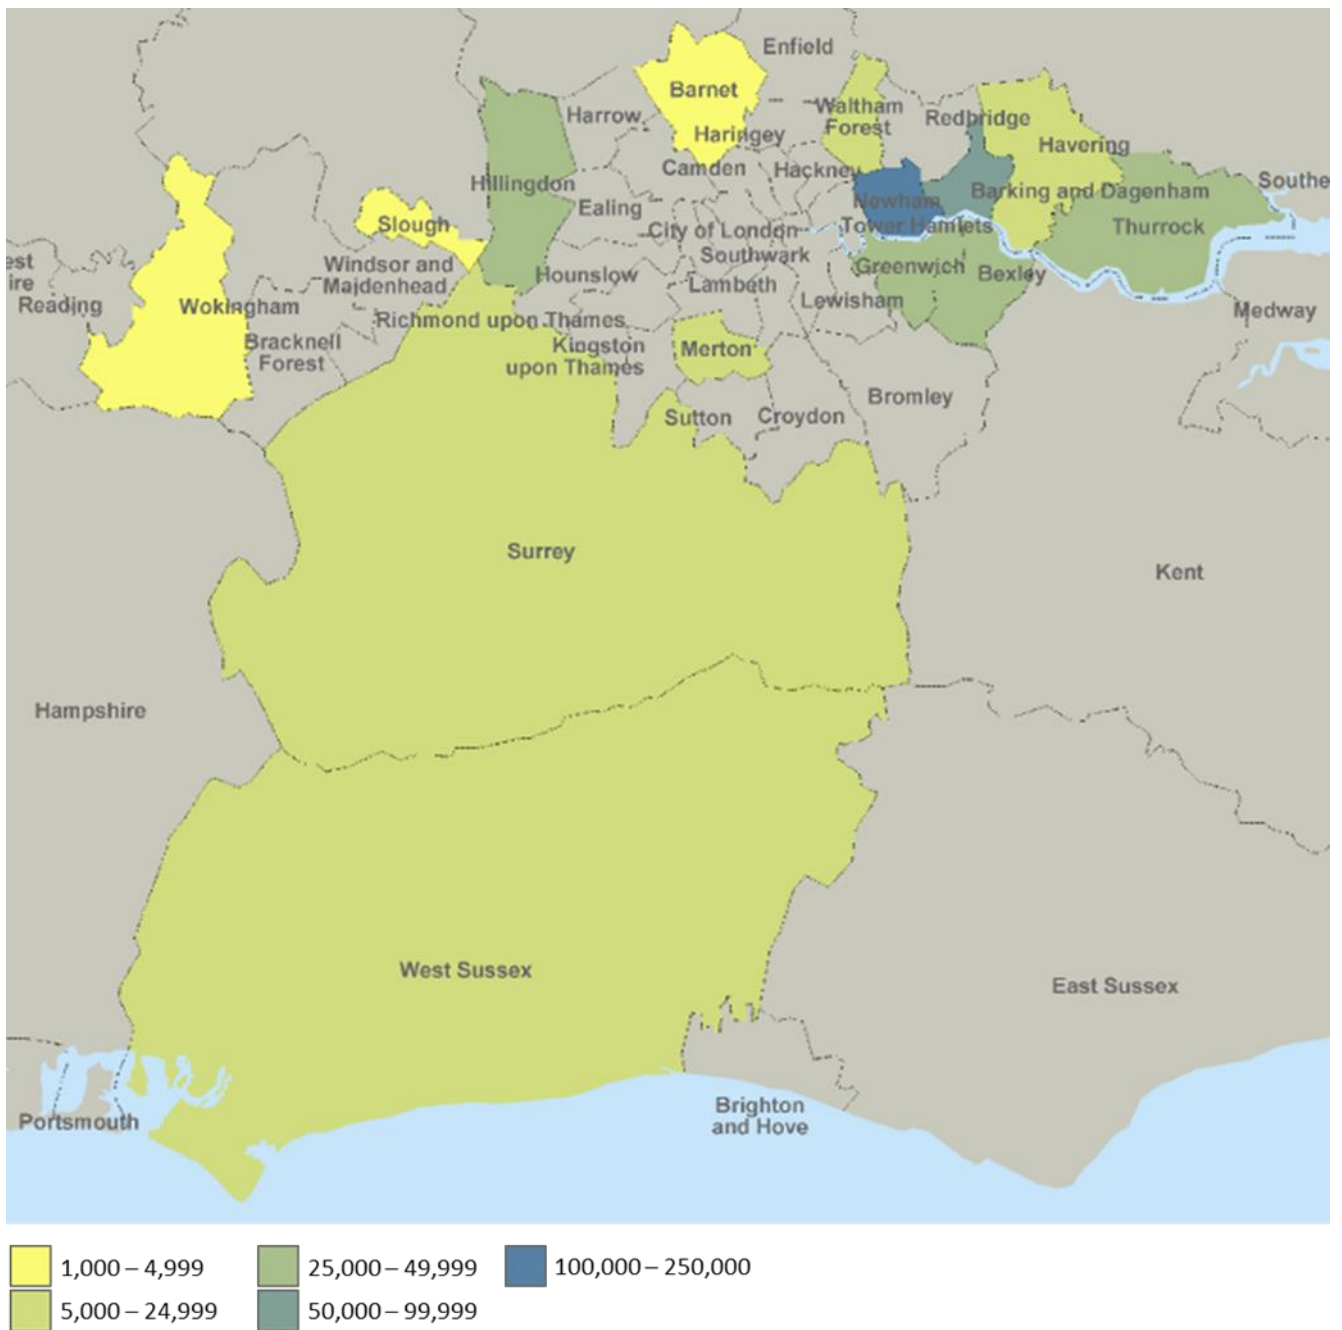 Enfield
Barnet
Waltham
Forest
Harrow
Redbridge
Haringey
Havering
Camden
Hackney
Hillingdon
Southe
Barking and Dagenham
Newham
Ealing
Slough
City of London
Tower Hamlets
Thurrock
Southwark
est
ire
Windsor and
Maidenhead
Greenwich
Bexley
Hounslow
Lambeth
Reading
Wokingham
Lewisham
Medway
Richmond upon Thames
Bracknell
Forest
Kingston
upon Thames
Merton
Bromley
Sutton
Croydon
Surrey
Kent
Hampshire
West Sussex
East Sussex
Portsmouth
Brighton
and Hove
1,000 – 4,999
25,000 – 49,999
100,000 – 250,000
5,000 – 24,999
50,000 – 99,999